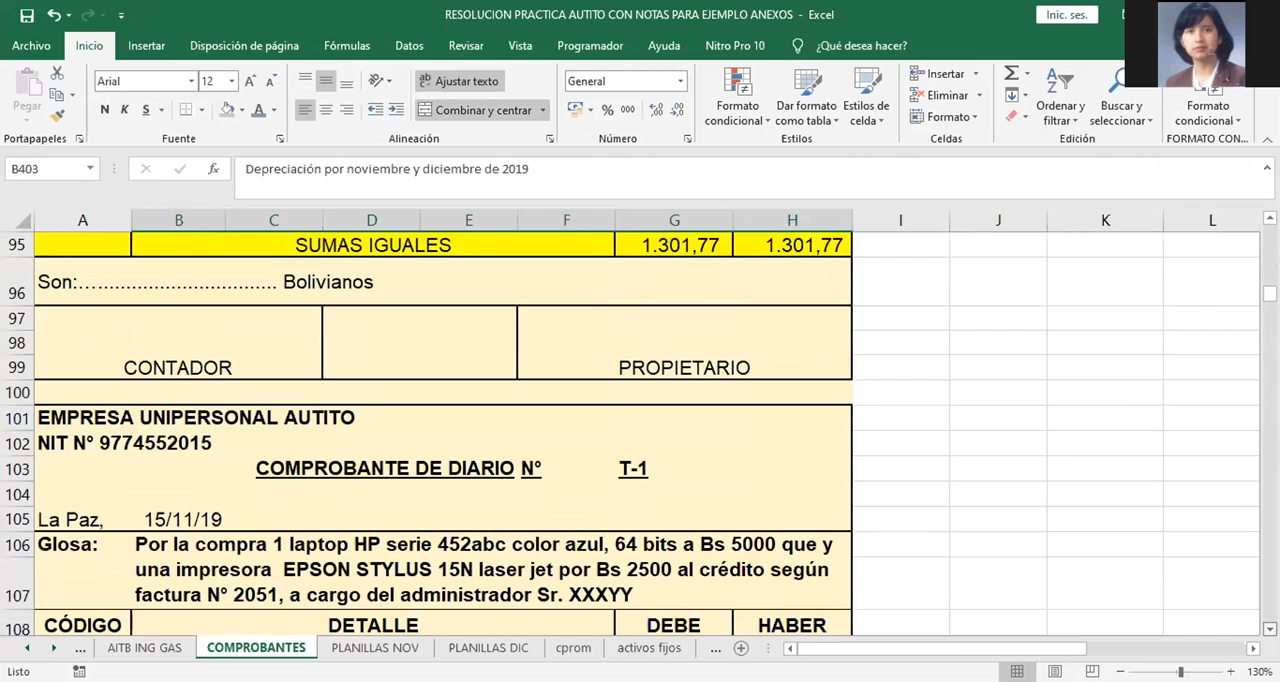 RESOLUCION PRACTICA AUTITO CON NOTAS PARA EJEMPLO ANEXOS - Excel
Inic. ses.
Archivo Inicio Insertar Disposición de página Fórmulas Datos Revisar Vista Programador Ayuda Nitro Pro 10 ¿Qué desea hacer?
Pegar
Arial 12
N K S
Ajustar texto
Combinar y centrar
General
% 000
Formato condicional
Dar formato como tabla
Estilos de celda
Insertar
Eliminar
Formato
Ordenar y filtrar
Buscar y seleccionar
Formato condicional
Portapapeles Fuente Alineación Número Estilos Celdas Edición FORMATO CON...
B403 fx Depreciación por noviembre y diciembre de 2019
A B C D E F G H I J K L
95 SUMAS IGUALES 1.301,77 1.301,77
96 Son:…............................... Bolivianos
97
98
99 CONTADOR PROPIETARIO
100
101 EMPRESA UNIPERSONAL AUTITO
102 NIT N° 9774552015
103 COMPROBANTE DE DIARIO N° T-1
104
105 La Paz, 15/11/19
106 Glosa: Por la compra 1 laptop HP serie 452abc color azul, 64 bits a Bs 5000 que y
una impresora EPSON STYLUS 15N laser jet por Bs 2500 al crédito según
107 factura N° 2051, a cargo del administrador Sr. XXXYY
108 CÓDIGO DETALLE DEBE HABER
... AITB ING GAS COMPROBANTES PLANILLAS NOV PLANILLAS DIC cprom activos fijos ...
Listo 130%